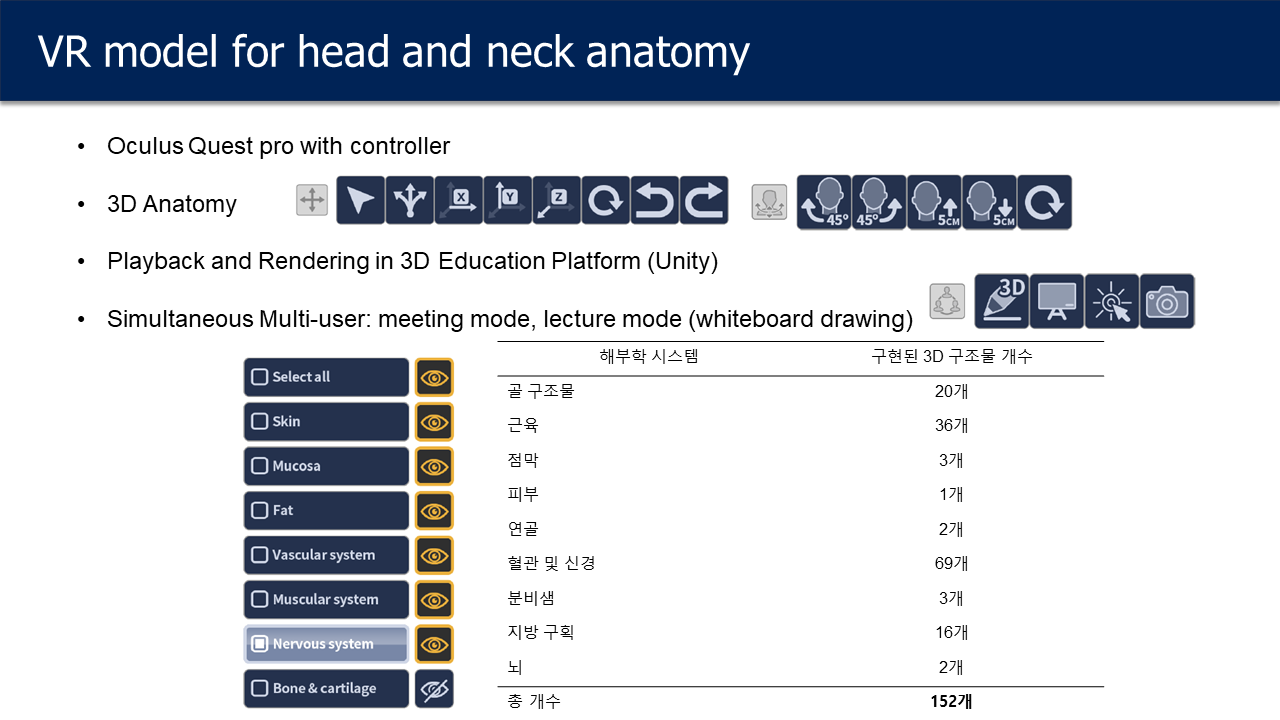 VR model for head and neck anatomy
• Oculus Quest pro with controller
• 3D Anatomy
X Y Z
45° 45° 5CM 5CM
• Playback and Rendering in 3D Education Platform (Unity)
3D
• Simultaneous Multi-user: meeting mode, lecture mode (whiteboard drawing)
Select all
Skin
Mucosa
Fat
Vascular system
Muscular system
Nervous system
Bone & cartilage
해부학 시스템 구현된 3D 구조물 개수
골 구조물 20개
근육 36개
점막 3개
피부 1개
연골 2개
혈관 및 신경 69개
분비샘 3개
지방 구획 16개
뇌 2개
총 개수 152개